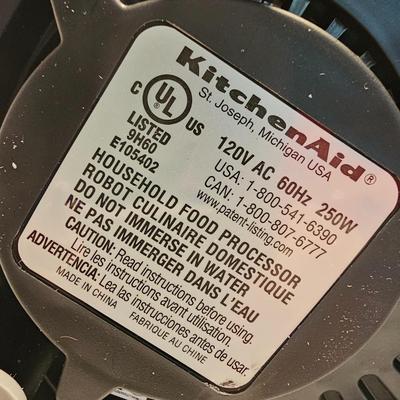 KitchenAid®
St. Joseph, Michigan USA
C UL US
LISTED
9H60
E105402
120V AC 60Hz 250W
USA: 1-800-541-6390
CAN: 1-800-807-6777
www.patent-listing.com
HOUSEHOLD FOOD PROCESSOR
ROBOT CULINAIRE DOMESTIQUE
DO NOT IMMERSE IN WATER
NE PAS IMMERGER DANS L'EAU
CAUTION: Read instructions before using.
Lire les instructions avant utilisation.
ADVERTENCIA: Lea las instrucciones antes de usar.
MADE IN CHINA
FABRIQUE AU CHINE